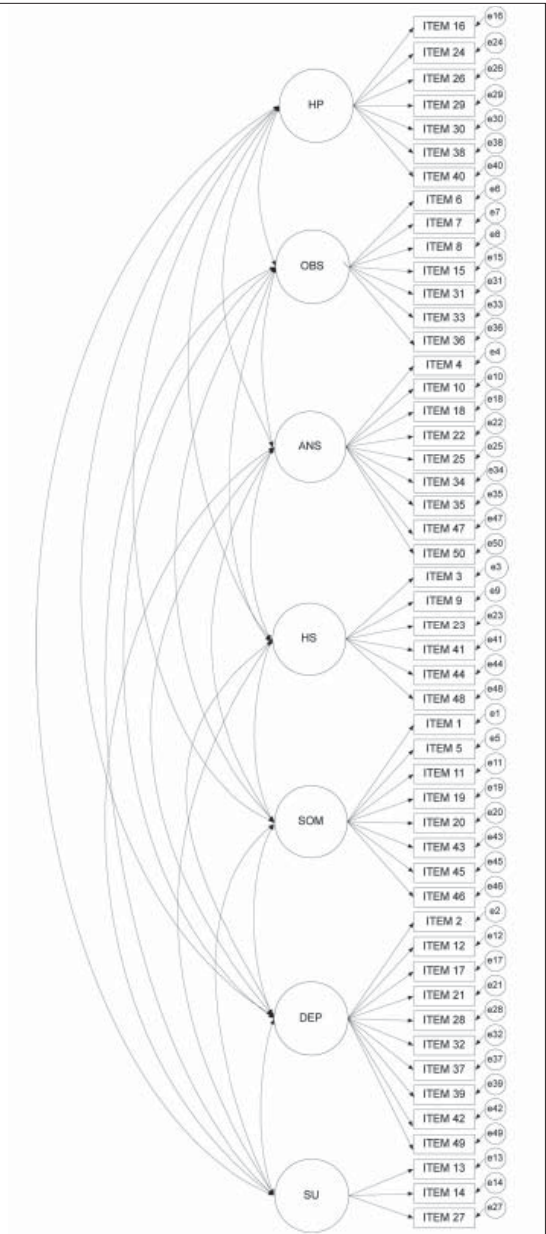 ITEM 16 e16
ITEM 24 e24
ITEM 26 e26
HP ITEM 29 e29
ITEM 30 e30
ITEM 38 e38
ITEM 40 e40
ITEM 6 e6
ITEM 7 e7
ITEM 8 e8
OBS ITEM 15 e15
ITEM 31 e31
ITEM 33 e33
ITEM 36 e36
ITEM 4 e4
ITEM 10 e10
ITEM 18 e18
ANS ITEM 22 e22
ITEM 25 e25
ITEM 34 e34
ITEM 35 e35
ITEM 47 e47
ITEM 50 e50
ITEM 3 e3
ITEM 9 e9
ITEM 23 e23
HS ITEM 41 e41
ITEM 44 e44
ITEM 48 e48
ITEM 1 e1
ITEM 5 e5
ITEM 11 e11
ITEM 19 e19
SOM ITEM 20 e20
ITEM 43 e43
ITEM 45 e45
ITEM 46 e46
ITEM 2 e2
ITEM 12 e12
ITEM 17 e17
ITEM 21 e21
DEP ITEM 28 e28
ITEM 32 e32
ITEM 37 e37
ITEM 39 e39
ITEM 42 e42
ITEM 49 e49
ITEM 13 e13
SU ITEM 14 e14
ITEM 27 e27